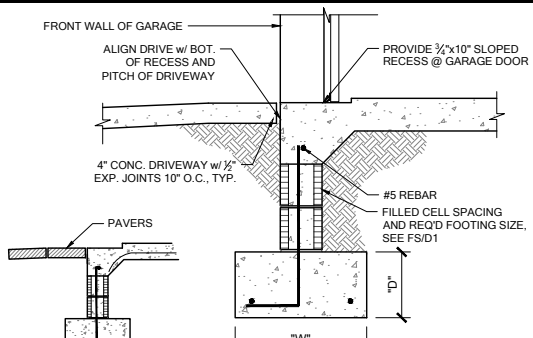 FRONT WALL OF GARAGE
ALIGN DRIVE w/ BOT.
OF RECESS AND
PITCH OF DRIVEWAY
PROVIDE ¾"x10" SLOPED
RECESS @ GARAGE DOOR
4" CONC. DRIVEWAY w/ ½"
EXP. JOINTS 10" O.C., TYP.
#5 REBAR
FILLED CELL SPACING
AND REQ'D FOOTING SIZE,
SEE FS/D1
PAVERS
"D"
"W"